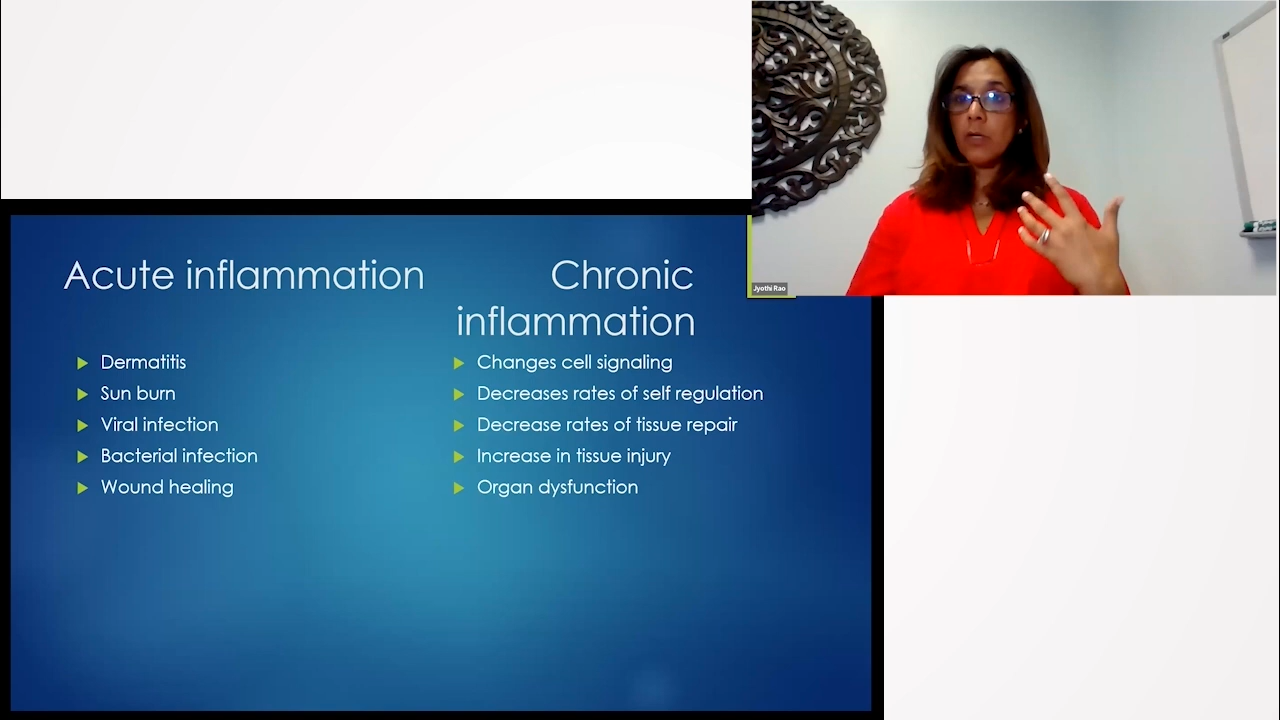 Jyothi Rao
Acute inflammation
Chronic
inflammation
Dermatitis
Sun burn
Viral infection
Bacterial infection
Wound healing
Changes cell signaling
Decreases rates of self regulation
Decrease rates of tissue repair
Increase in tissue injury
Organ dysfunction